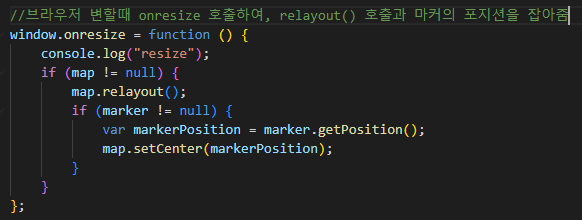 //브라우저 변할때 onresize 호출하여, relayout() 호출과 마커의 포지션을 잡아줌
window.onresize = function () {
    console.log("resize");
    if (map != null) {
        map.relayout();
        if (marker != null) {
            var markerPosition = marker.getPosition();
            map.setCenter(markerPosition);
        }
    }
};